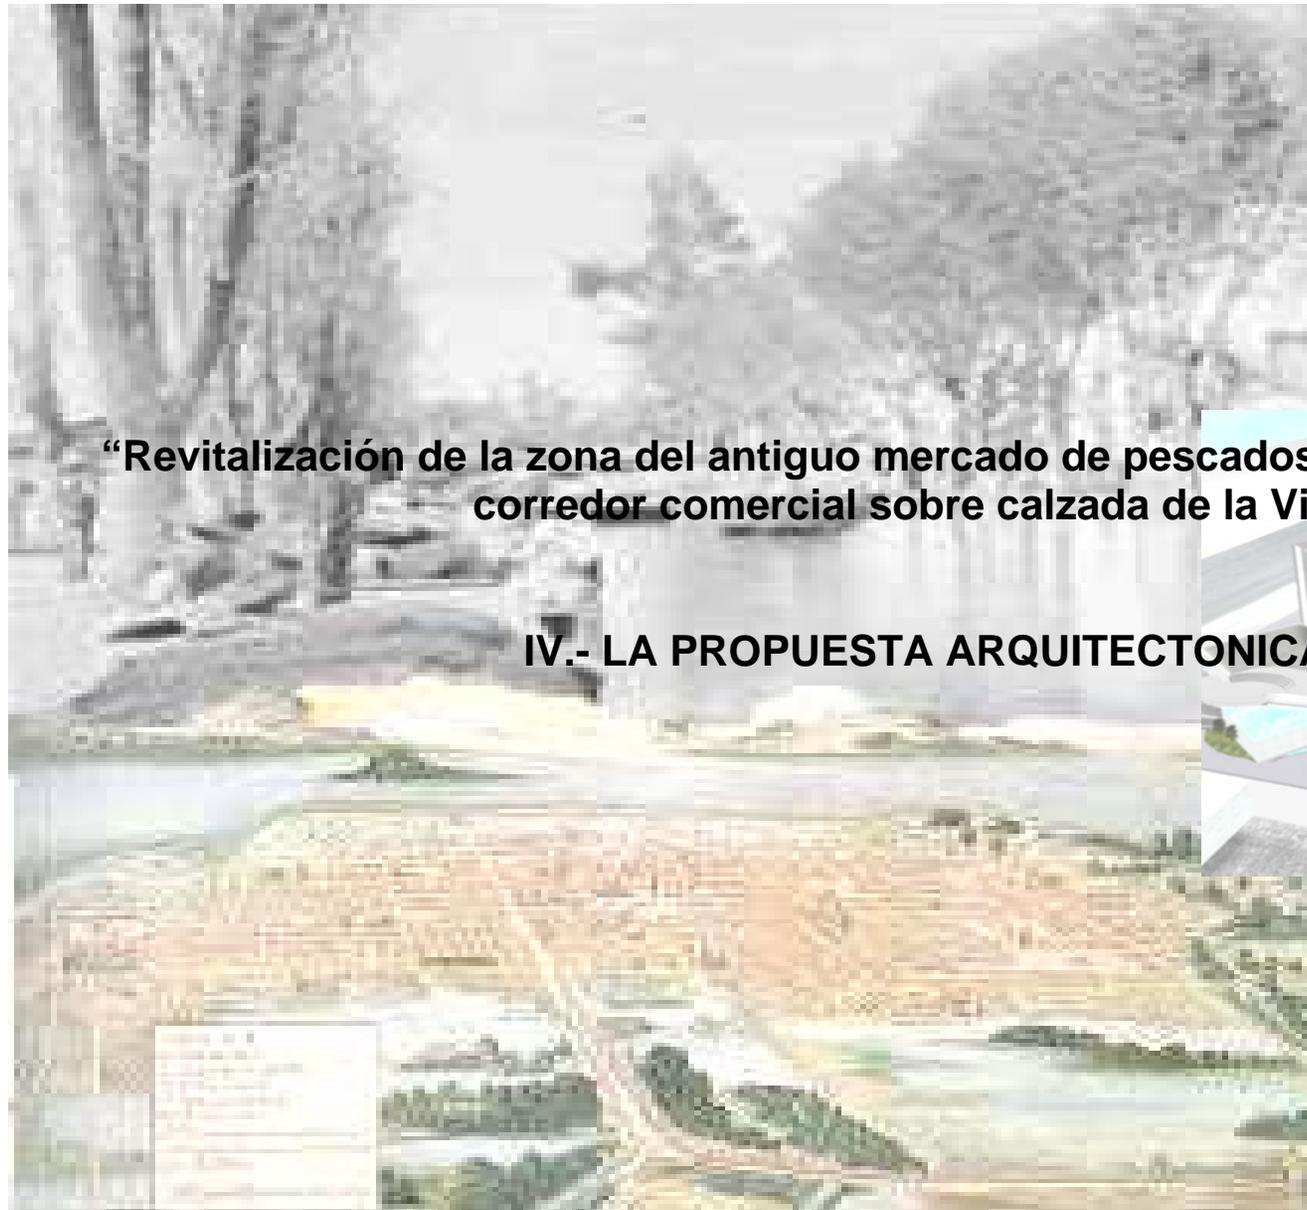 “Revitalización de la zona del antiguo mercado de pescados
corredor comercial sobre calzada de la Vi
IV.- LA PROPUESTA ARQUITECTONICA